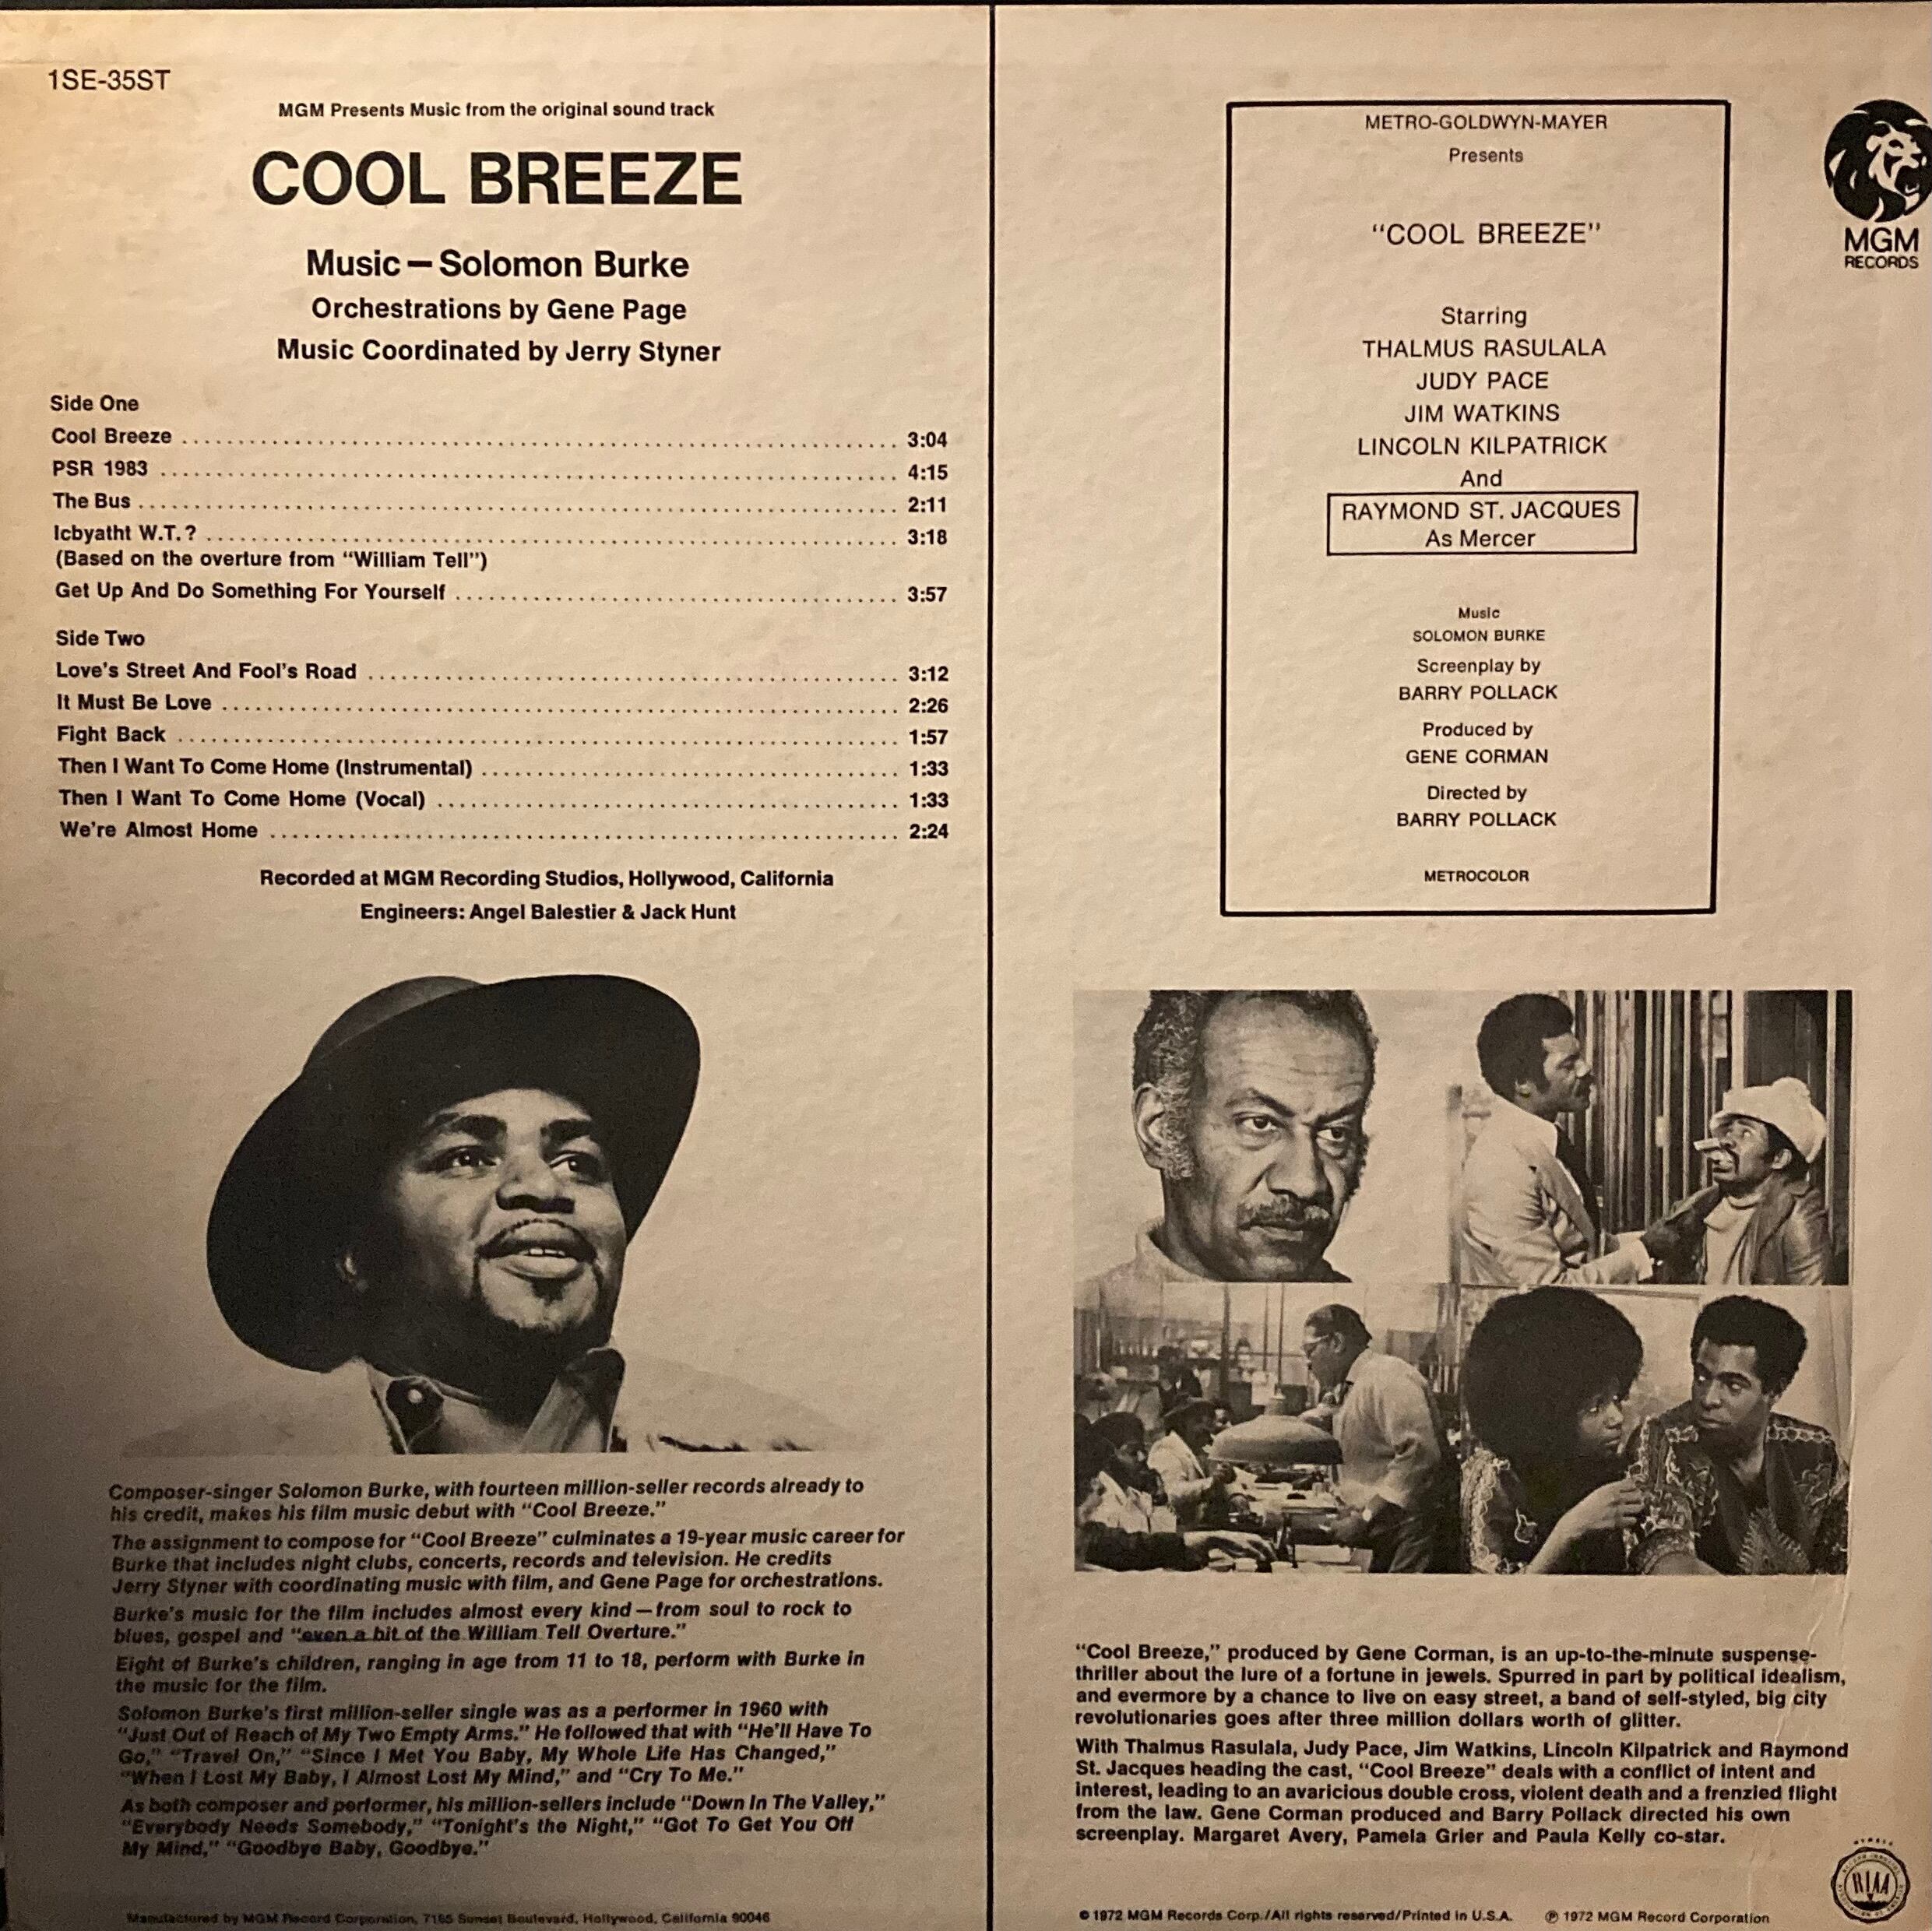 1SE-35ST
MGM Presents Music from the original sound track
COOL BREEZE
Music — Solomon Burke
Orchestrations by Gene Page
Music Coordinated by Jerry Styner
Side One
Cool Breeze 3:04
PSR 1983 4:15
The Bus 2:11
Icbyatht W.T.? 3:18
(Based on the overture from "William Tell")
Get Up And Do Something For Yourself 3:57
Side Two
Love's Street And Fool's Road 3:12
It Must Be Love 2:26
Fight Back 1:57
Then I Want To Come Home (Instrumental) 1:33
Then I Want To Come Home (Vocal) 1:33
We're Almost Home 2:24
Recorded at MGM Recording Studios, Hollywood, California
Engineers: Angel Balestier & Jack Hunt
Composer-singer Solomon Burke, with fourteen million-seller records already to
his credit, makes his film music debut with "Cool Breeze."
The assignment to compose for "Cool Breeze" culminates a 19-year music career for
Burke that includes night clubs, concerts, records and television. He credits
Jerry Styner with coordinating music with film, and Gene Page for orchestrations.
Burke's music for the film includes almost every kind — from soul to rock to
blues, gospel and "even a bit of the William Tell Overture."
Eight of Burke's children, ranging in age from 11 to 18, perform with Burke in
the music for the film.
Solomon Burke's first million-seller single was as a performer in 1960 with
"Just Out of Reach of My Two Empty Arms." He followed that with "He'll Have To
Go," "Travel On," "Since I Met You Baby, My Whole Life Has Changed,"
"When I Lost My Baby, I Almost Lost My Mind," and "Cry To Me."
As both composer and performer, his million-sellers include "Down In The Valley,"
"Everybody Needs Somebody," "Tonight's the Night," "Got To Get You Off
My Mind," "Goodbye Baby, Goodbye."
Manufactured by MGM Record Corporation, 7165 Sunset Boulevard, Hollywood, California 90046
METRO-GOLDWYN-MAYER
Presents
"COOL BREEZE"
Starring
THALMUS RASULALA
JUDY PACE
JIM WATKINS
LINCOLN KILPATRICK
And
RAYMOND ST. JACQUES
As Mercer
Music
SOLOMON BURKE
Screenplay by
BARRY POLLACK
Produced by
GENE CORMAN
Directed by
BARRY POLLACK
METROCOLOR
MGM
RECORDS
"Cool Breeze," produced by Gene Corman, is an up-to-the-minute suspense-
thriller about the lure of a fortune in jewels. Spurred in part by political idealism,
and evermore by a chance to live on easy street, a band of self-styled, big city
revolutionaries goes after three million dollars worth of glitter.
With Thalmus Rasulala, Judy Pace, Jim Watkins, Lincoln Kilpatrick and Raymond
St. Jacques heading the cast, "Cool Breeze" deals with a conflict of intent and
interest, leading to an avaricious double cross, violent death and a frenzied flight
from the law. Gene Corman produced and Barry Pollack directed his own
screenplay. Margaret Avery, Pamela Grier and Paula Kelly co-star.
© 1972 MGM Records Corp./All rights reserved/Printed in U.S.A. ℗ 1972 MGM Record Corporation
MEMBER
RIAA